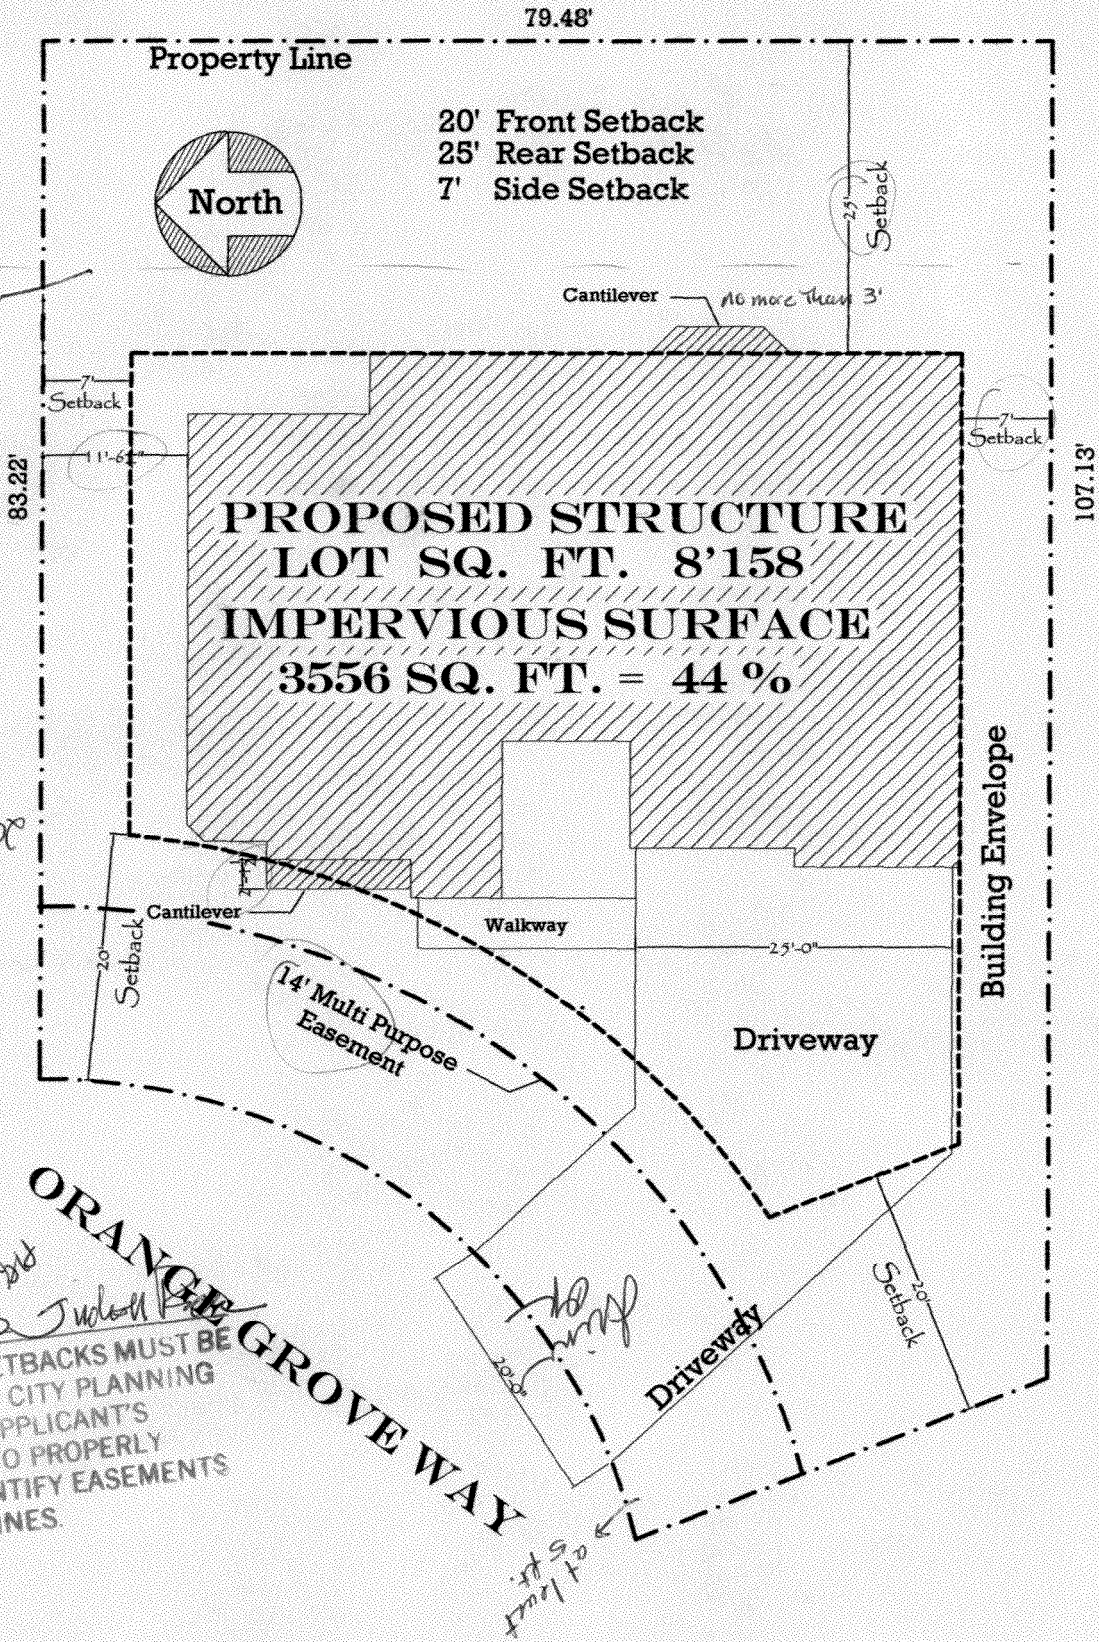 79.48'
Property Line
20' Front Setback
25' Rear Setback
7' Side Setback
North
25'
Setback
Cantilever
no more than 3'
7'
Setback
7'
Setback
83.22'
107.13'
PROPOSED STRUCTURE
LOT SQ. FT. 8'158
IMPERVIOUS SURFACE
3556 SQ. FT. = 44 %
Building Envelope
Cantilever
Walkway
25'-0"
20'
Setback
14' Multi Purpose
Easement
Driveway
ORANGE GROVE WAY
20'
Setback
Driveway
20'-0"
TBACKS MUST BE
CITY PLANNING
PPLICANT'S
O PROPERLY
NTIFY EASEMENTS
INES.
at least
5 ft.